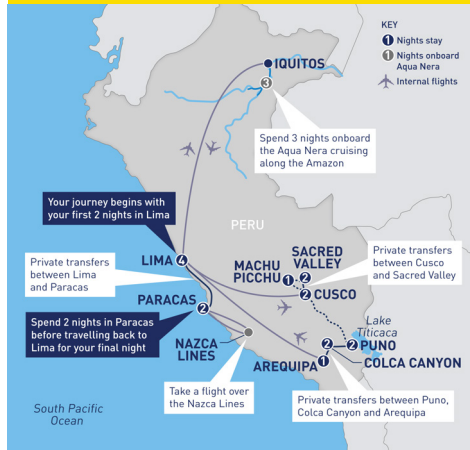 KEY
1 Nights stay
1 Nights onboard
Aqua Nera
Internal flights
IQUITOS
3
Spend 3 nights onboard
the Aqua Nera cruising
along the Amazon
Your journey begins with
your first 2 nights in Lima
PERU
LIMA
4
Private transfers
between Lima
and Paracas
MACHU
PICCHU
1
SACRED
VALLEY
2
2
CUSCO
Private transfers
between Cusco
and Sacred Valley
PARACAS
2
Spend 2 nights in Paracas
before travelling back to
Lima for your final night
NAZCA
LINES
Lake
Titicaca
2
2
PUNO
COLCA CANYON
AREQUIPA
1
Take a flight over
the Nazca Lines
Private transfers between Puno,
Colca Canyon and Arequipa
South Pacific
Ocean